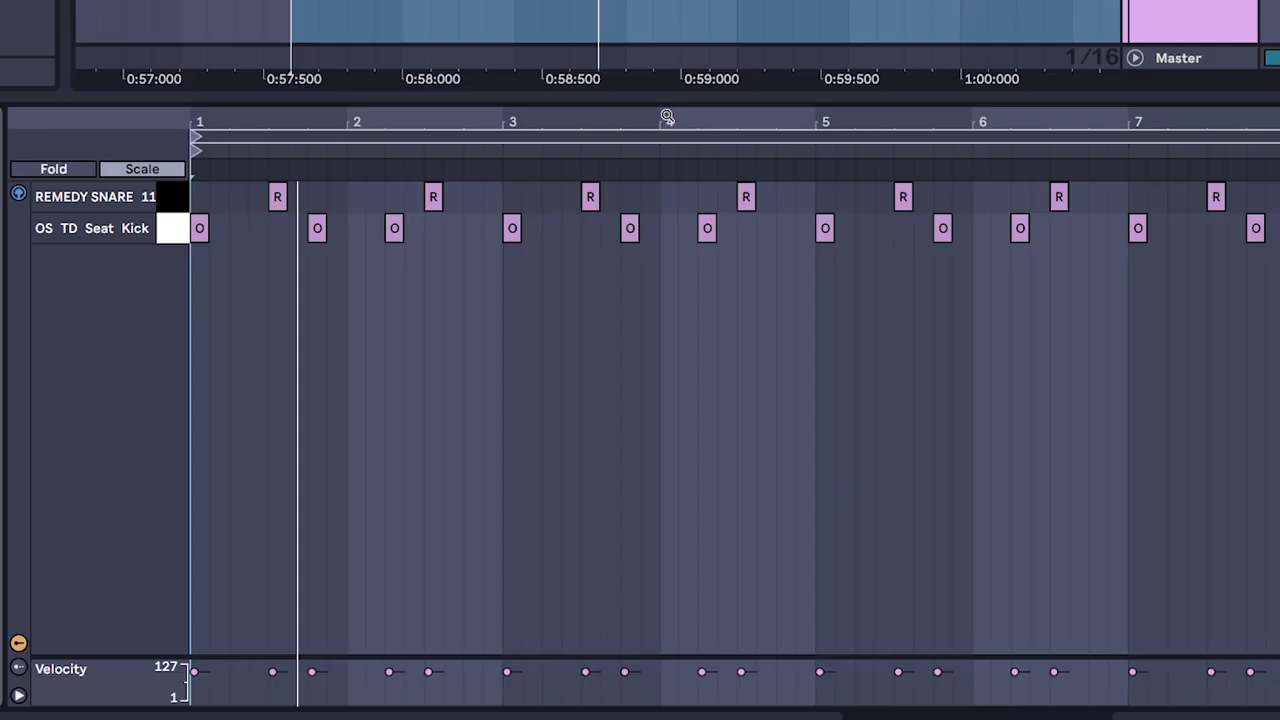 1/16
Master
0:57:000 0:57:500 0:58:000 0:58:500 0:59:000 0:59:500 1:00:000
1 2 3 4 5 6 7
Fold Scale
REMEDY SNARE 11 R R R R R R R
OS TD Seat Kick O O O O O O O O O O O
Velocity 127
1